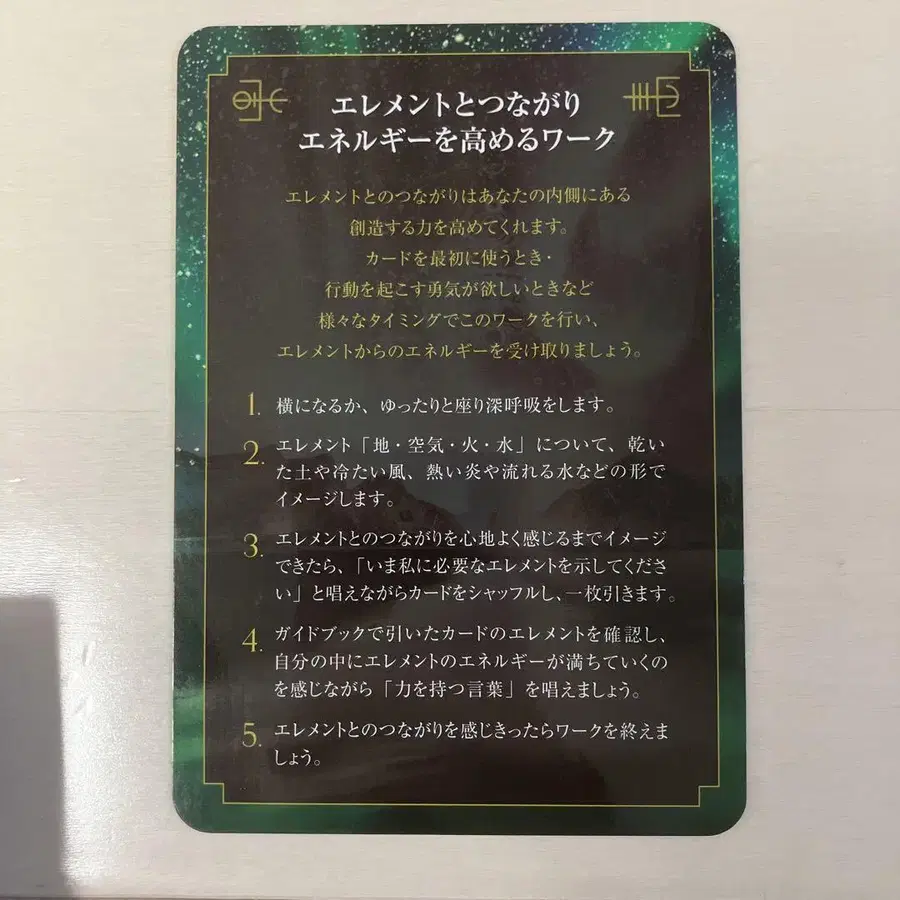 エレメントとつながり
エネルギーを高めるワーク
エレメントとのつながりはあなたの内側にある
創造する力を高めてくれます。
カードを最初に使うとき・
行動を起こす勇気が欲しいときなど
様々なタイミングでこのワークを行い、
エレメントからのエネルギーを受け取りましょう。
1. 横になるか、ゆったりと座り深呼吸をします。
2. エレメント「地・空気・火・水」について、乾い
た土や冷たい風、熱い炎や流れる水などの形で
イメージします。
3. エレメントとのつながりを心地よく感じるまでイメージ
できたら、「いま私に必要なエレメントを示してくださ
い」と唱えながらカードをシャッフルし、一枚引きます。
4. ガイドブックで引いたカードのエレメントを確認し、
自分の中にエレメントのエネルギーが満ちていくの
を感じながら「力を持つ言葉」を唱えましょう。
5. エレメントとのつながりを感じきったらワークを終えま
しょう。